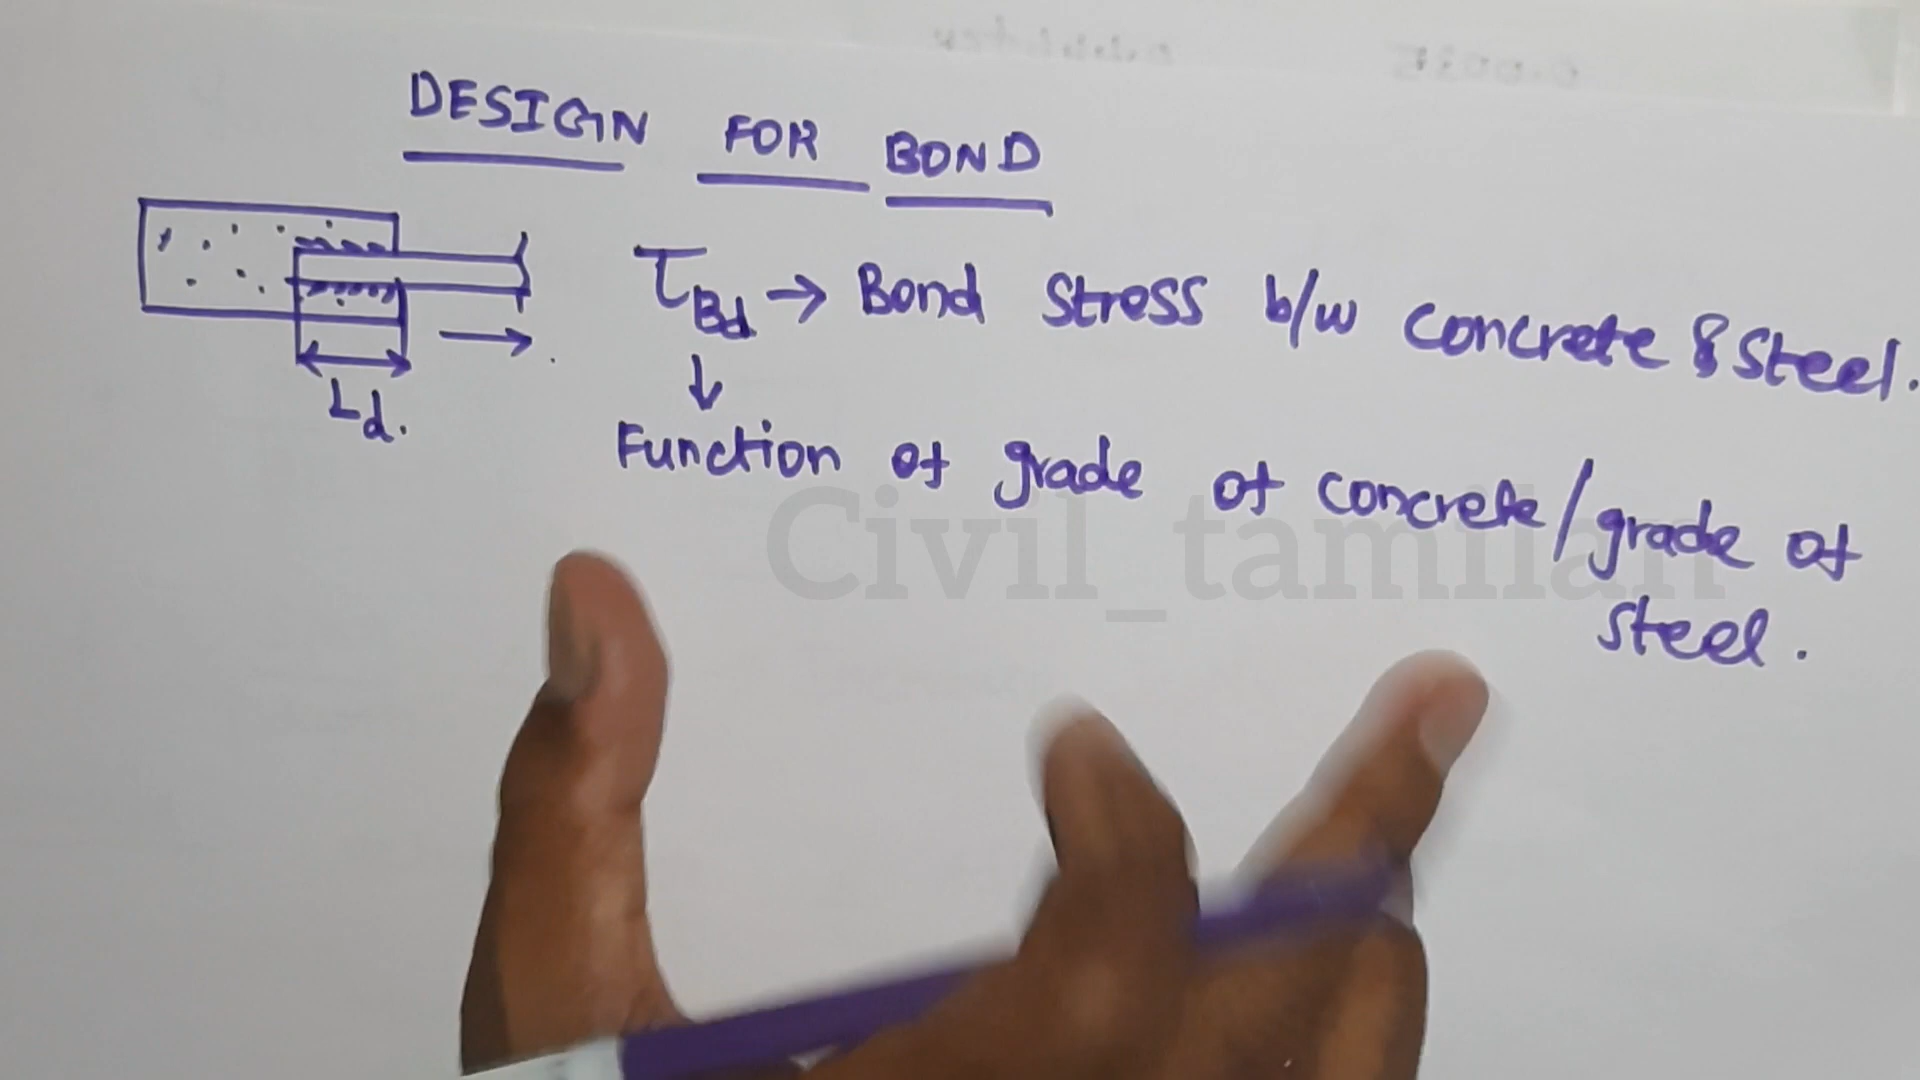 DESIGN FOR BOND
τBd → Bond Stress b/w concrete & Steel.
Ld.
↓
Function of grade of concrete/grade of
Steel.
Civil_tamilan